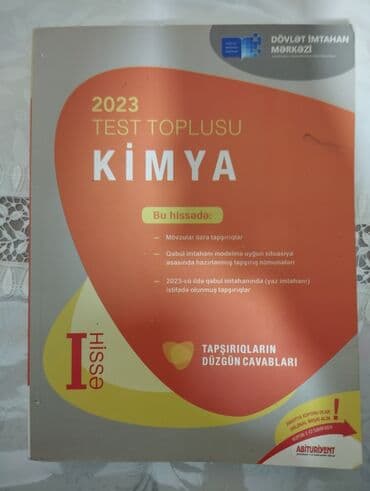 DÖVLƏT İMTAHAN
MƏRKƏZİ
2023
TEST TOPLUSU
KİMYA
Bu hissədə:
Mövzular üzrə tapşırıqlar
Qəbul imtahanı modelinə uyğun situasiya
əsasında hazırlanmış tapşırıq nümunələri
2023-cü ildə qəbul imtahanında (yaz imtahanı)
istifadə olunmuş tapşırıqlar
I Hissə
TAPŞIRIQLARIN
DÜZGÜN CAVABLARI
!
ABITURIYENT